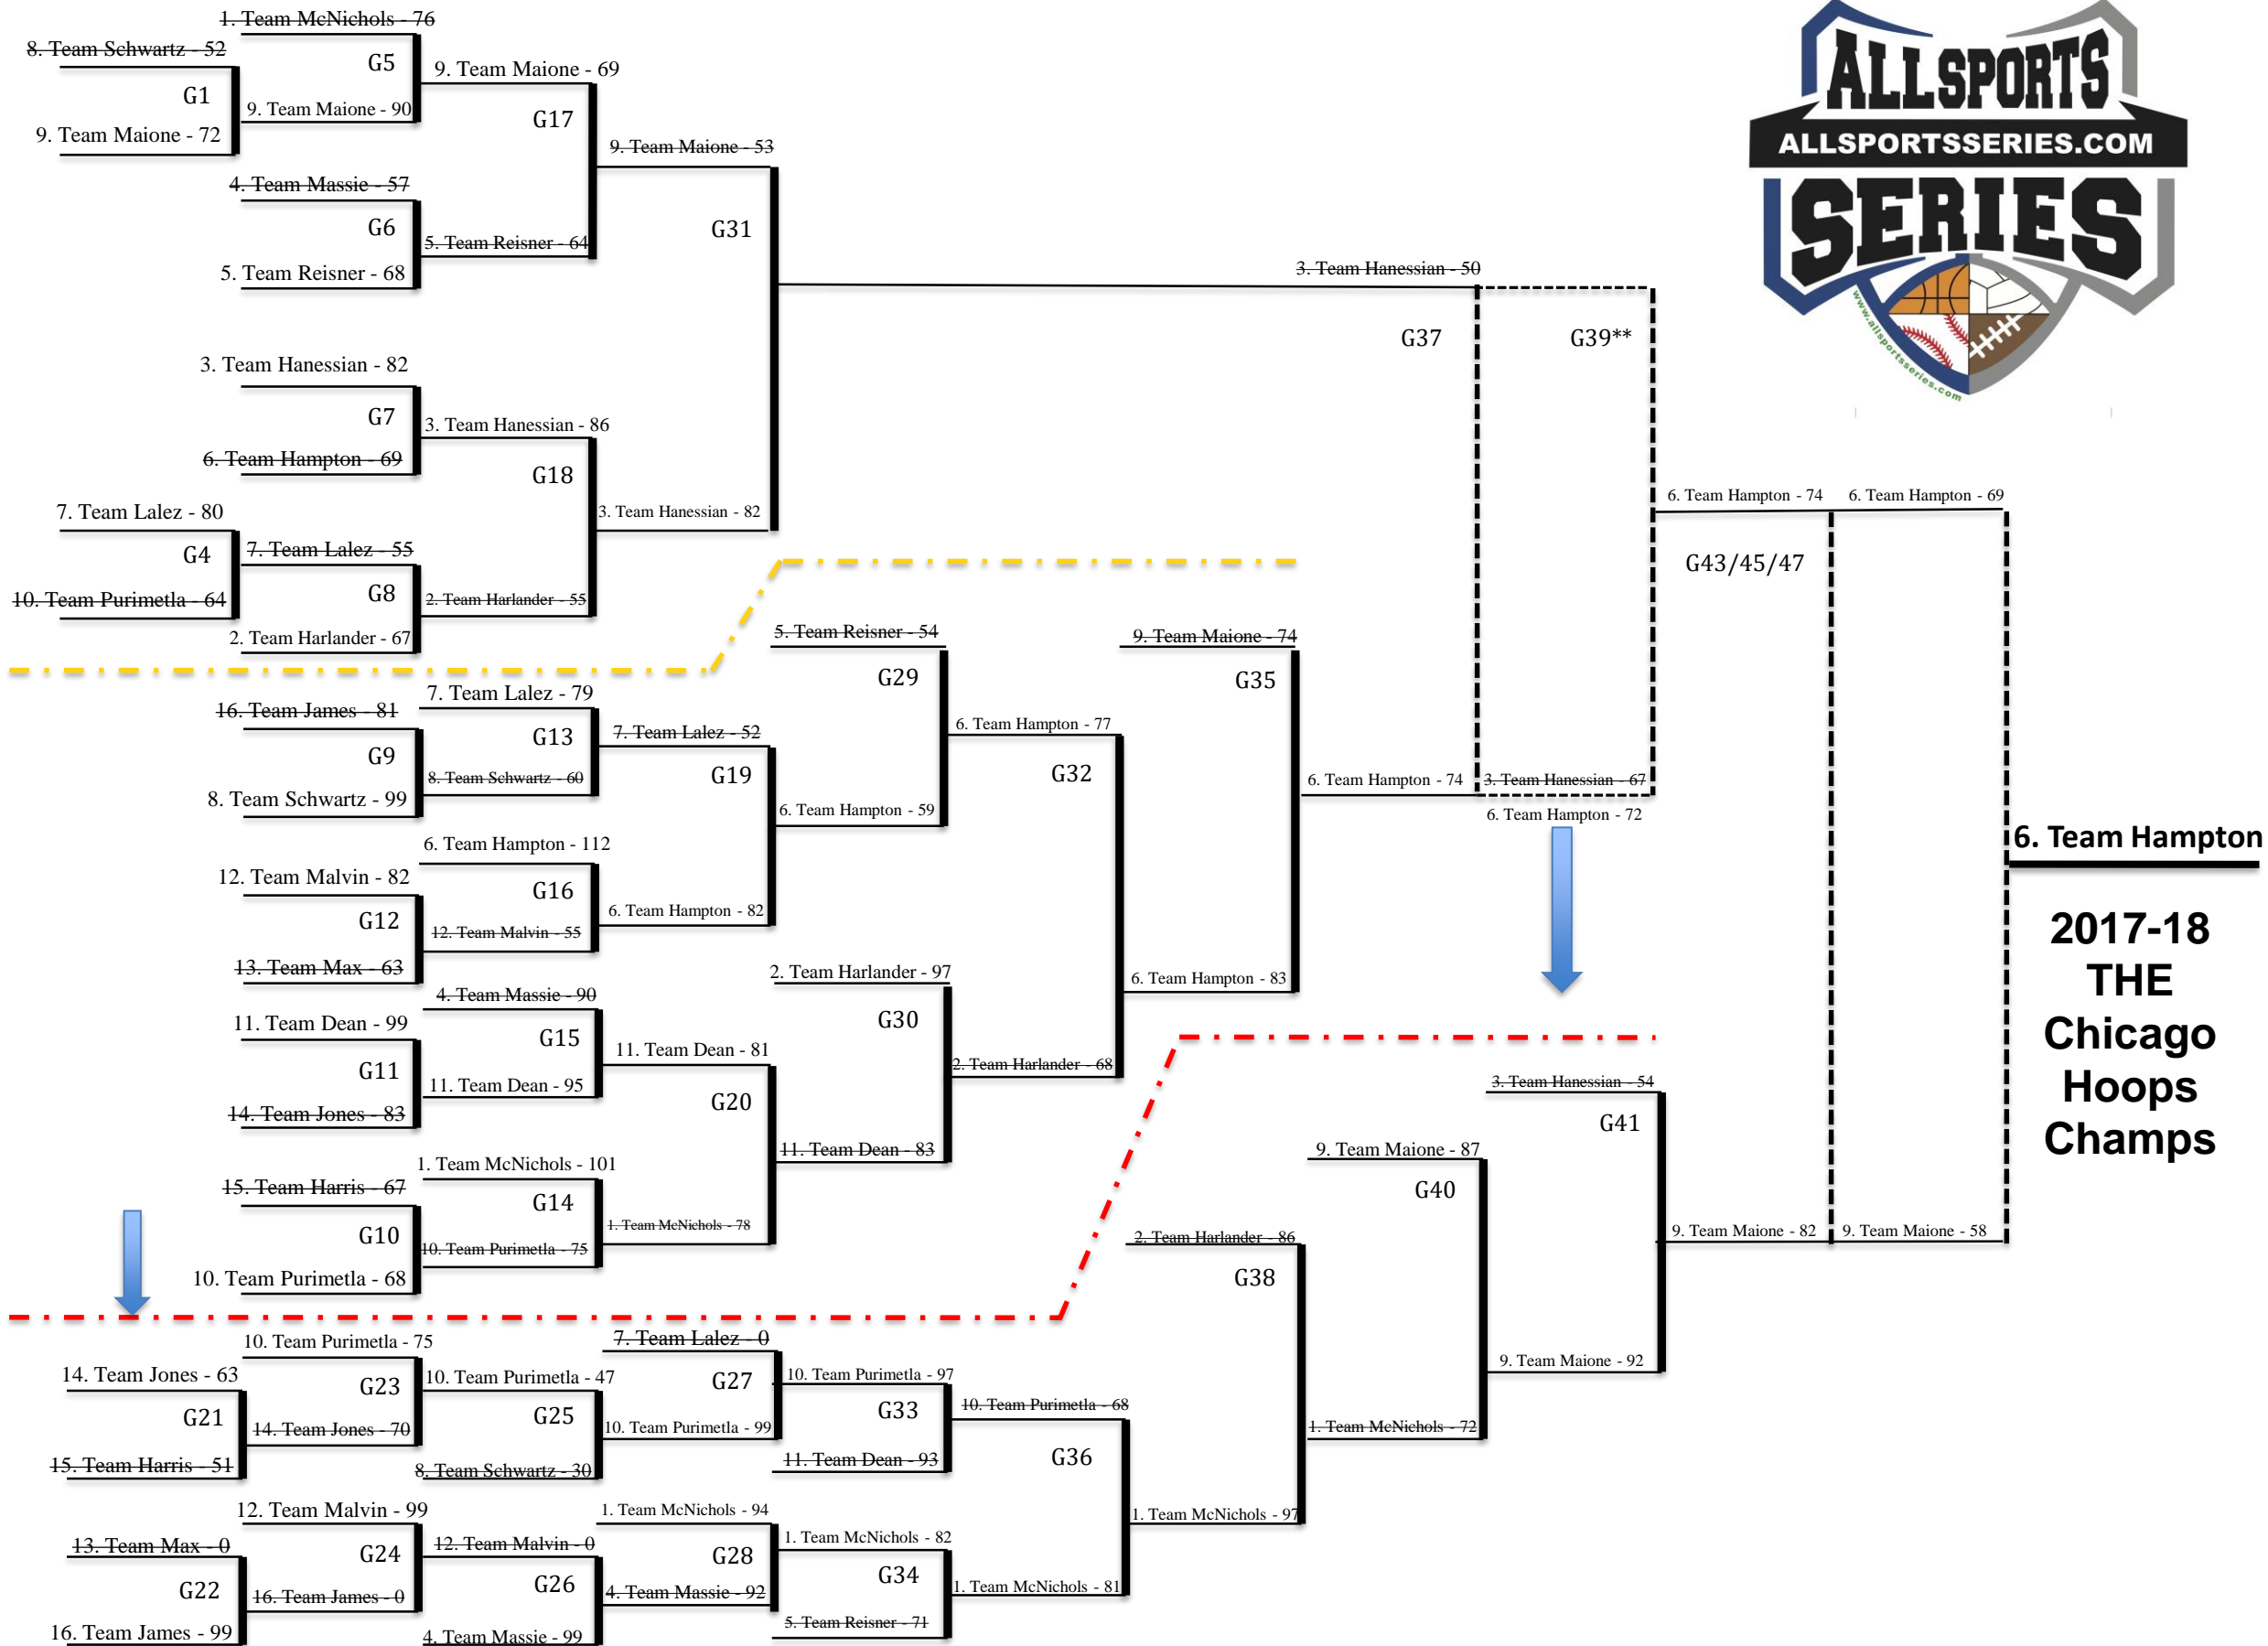 1. Team McNichols - 76
8. Team Schwartz - 52
G5
9. Team Maione - 69
G1
9. Team Maione - 90
G17
9. Team Maione - 72
9. Team Maione - 53
4. Team Massie - 57
G6
5. Team Reisner - 64
G31
5. Team Reisner - 68
3. Team Hanessian - 50
G37
G39**
3. Team Hanessian - 82
G7
3. Team Hanessian - 86
6. Team Hampton - 69
G18
7. Team Lalez - 80
3. Team Hanessian - 82
G4
7. Team Lalez - 55
10. Team Purimetla - 64
G8
2. Team Harlander - 55
2. Team Harlander - 67
ALLSPORTS
ALLSPORTSSERIES.COM
SERIES
www.allsportsseries.com
6. Team Hampton - 74
6. Team Hampton - 69
G43/45/47
5. Team Reisner - 54
9. Team Maione - 74
G29
G35
16. Team James - 81
7. Team Lalez - 79
G9
G13
7. Team Lalez - 52
6. Team Hampton - 77
8. Team Schwartz - 60
G19
G32
8. Team Schwartz - 99
6. Team Hampton - 59
6. Team Hampton - 74
3. Team Hanessian - 67
6. Team Hampton - 72
6. Team Hampton - 112
12. Team Malvin - 82
G16
G12
12. Team Malvin - 55
6. Team Hampton - 82
13. Team Max - 63
2. Team Harlander - 97
6. Team Hampton - 83
4. Team Massie - 90
11. Team Dean - 99
G15
G30
G11
11. Team Dean - 95
11. Team Dean - 81
2. Team Harlander - 68
14. Team Jones - 83
G20
11. Team Dean - 83
1. Team McNichols - 101
15. Team Harris - 67
G14
G10
10. Team Purimetla - 75
1. Team McNichols - 78
10. Team Purimetla - 68
6. Team Hampton
2017-18
THE
Chicago
Hoops
Champs
3. Team Hanessian - 54
G41
9. Team Maione - 87
G40
2. Team Harlander - 86
G38
9. Team Maione - 82
9. Team Maione - 58
9. Team Maione - 92
1. Team McNichols - 72
10. Team Purimetla - 75
7. Team Lalez - 0
14. Team Jones - 63
G23
10. Team Purimetla - 47
G27
10. Team Purimetla - 97
G21
14. Team Jones - 70
G25
10. Team Purimetla - 99
G33
10. Team Purimetla - 68
15. Team Harris - 51
8. Team Schwartz - 30
11. Team Dean - 93
G36
12. Team Malvin - 99
1. Team McNichols - 94
1. Team McNichols - 97
13. Team Max - 0
G24
12. Team Malvin - 0
G28
1. Team McNichols - 82
G22
16. Team James - 0
G26
4. Team Massie - 92
G34
1. Team McNichols - 81
16. Team James - 99
4. Team Massie - 99
5. Team Reisner - 71